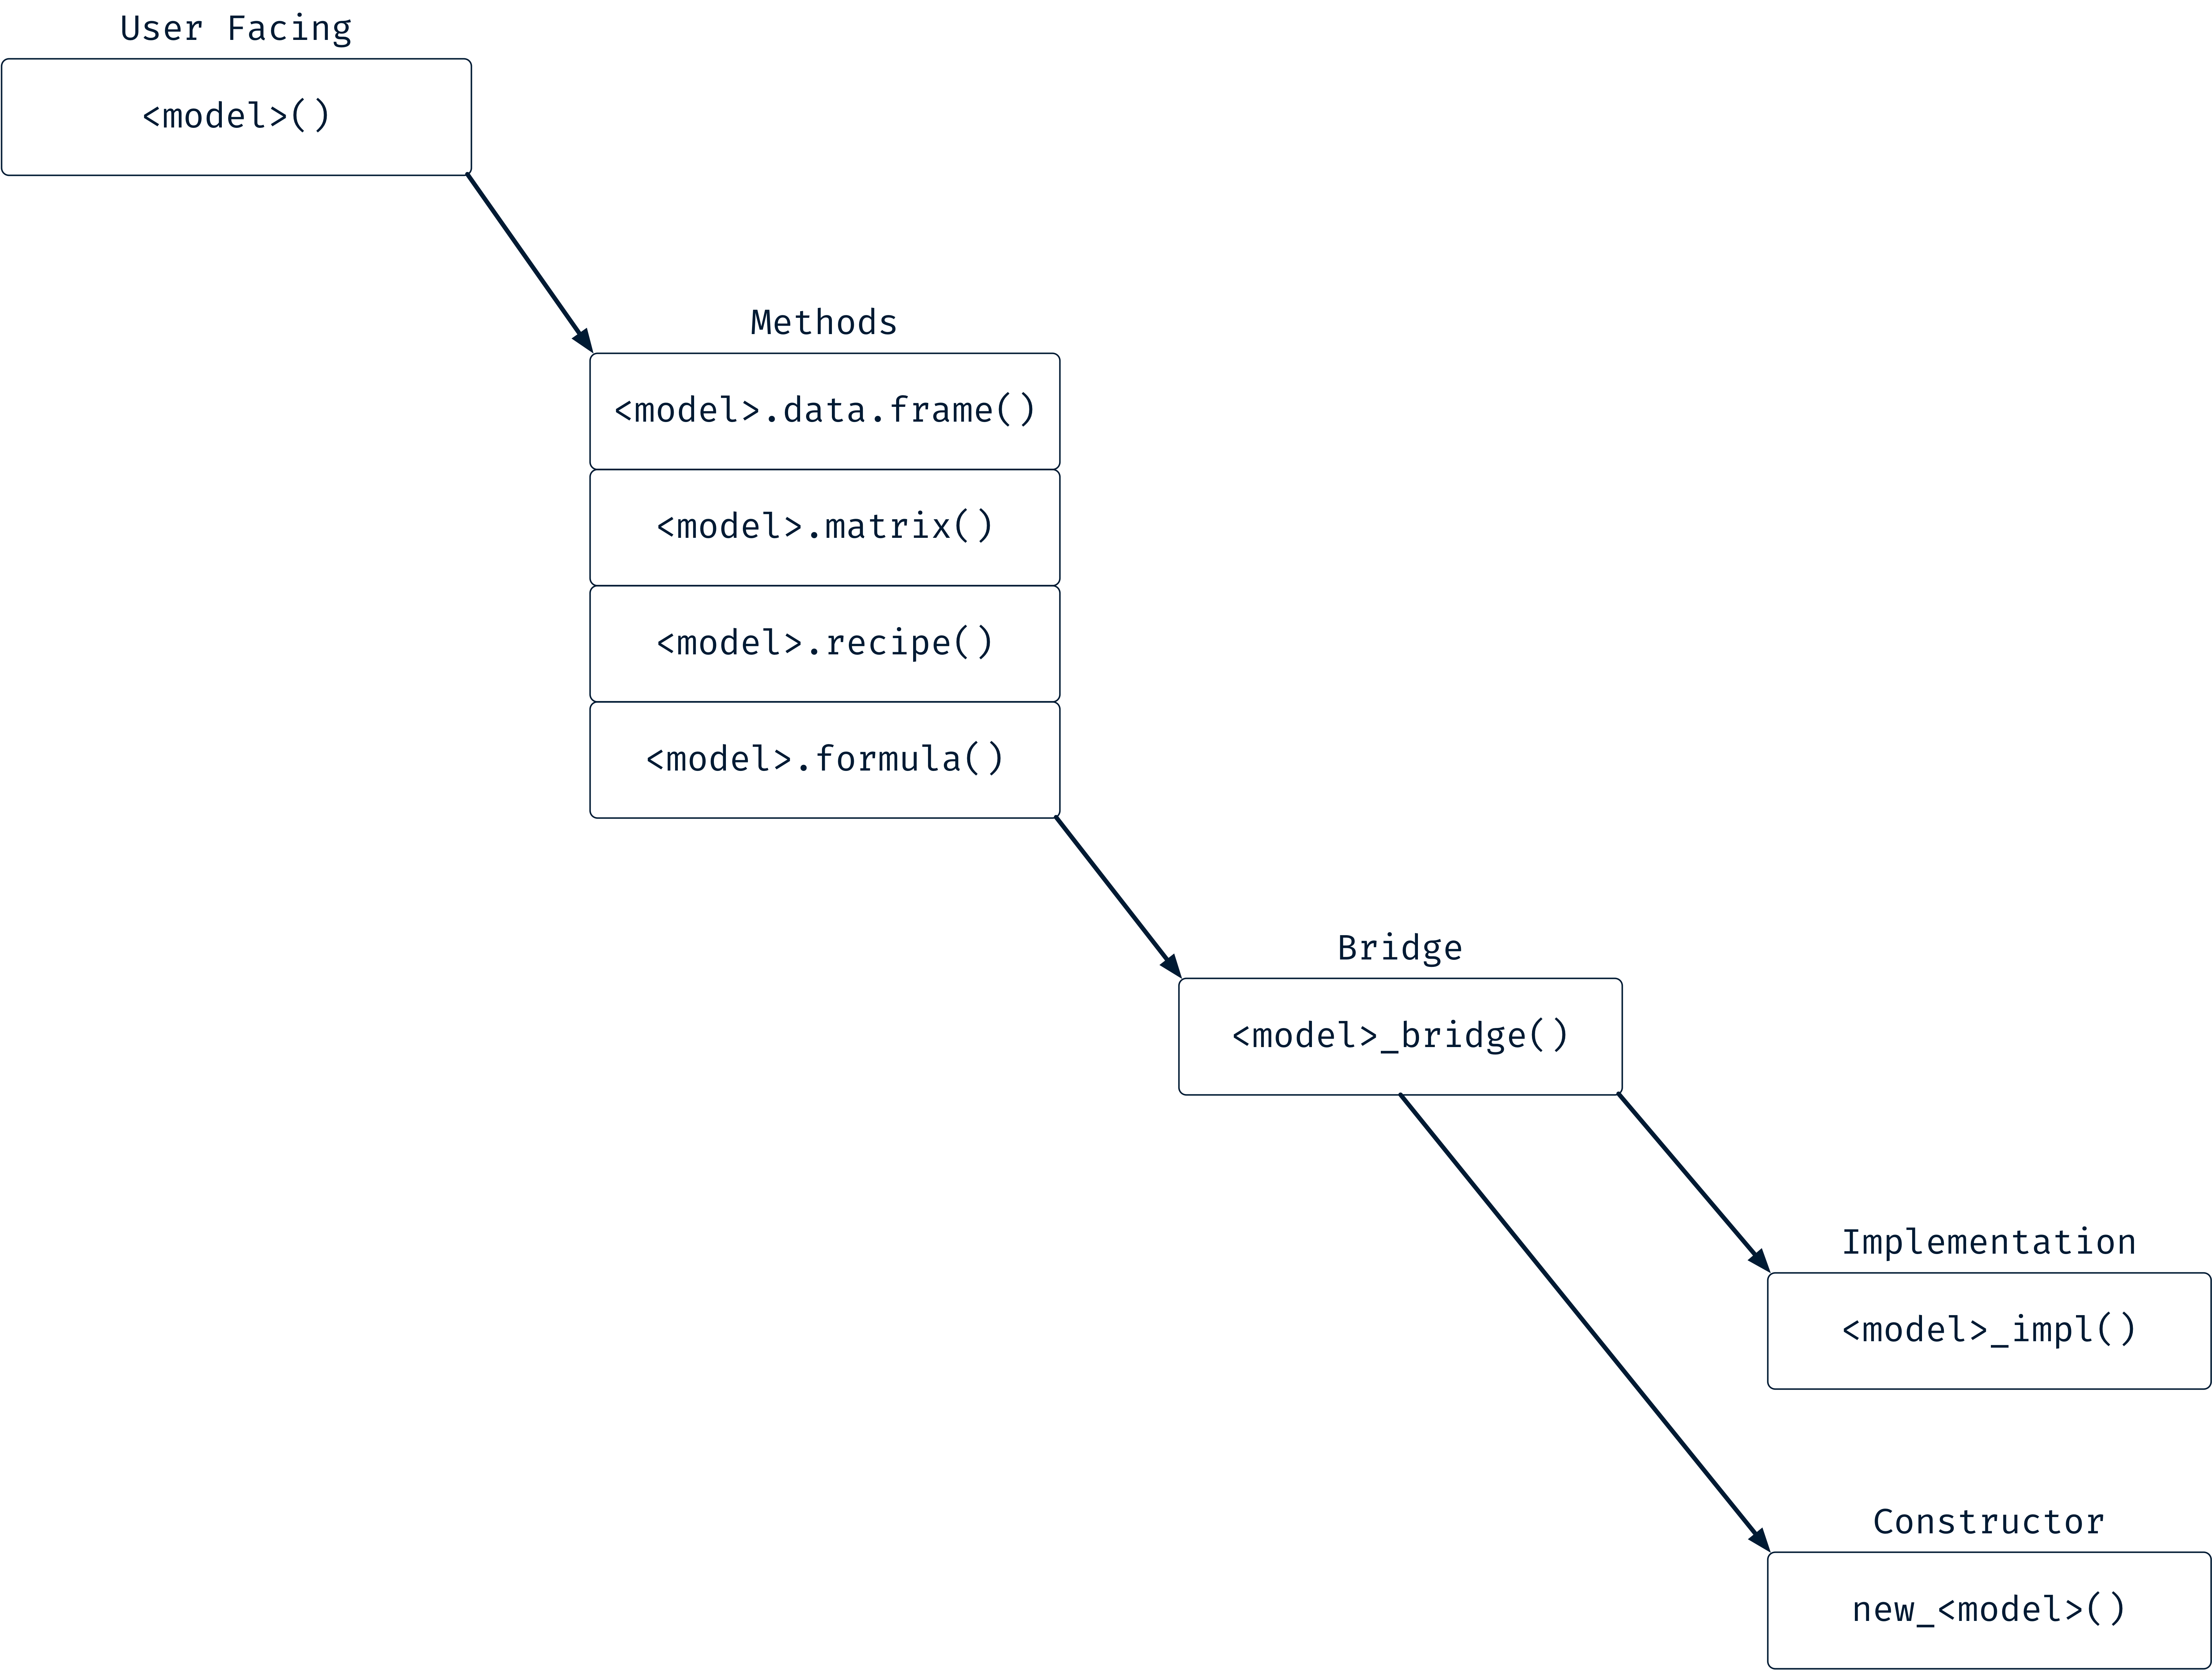 User Facing
<model>()
Methods
<model>.data.frame()
<model>.matrix()
<model>.recipe()
<model>.formula()
Bridge
<model>_bridge()
Implementation
<model>_impl()
Constructor
new_<model>()